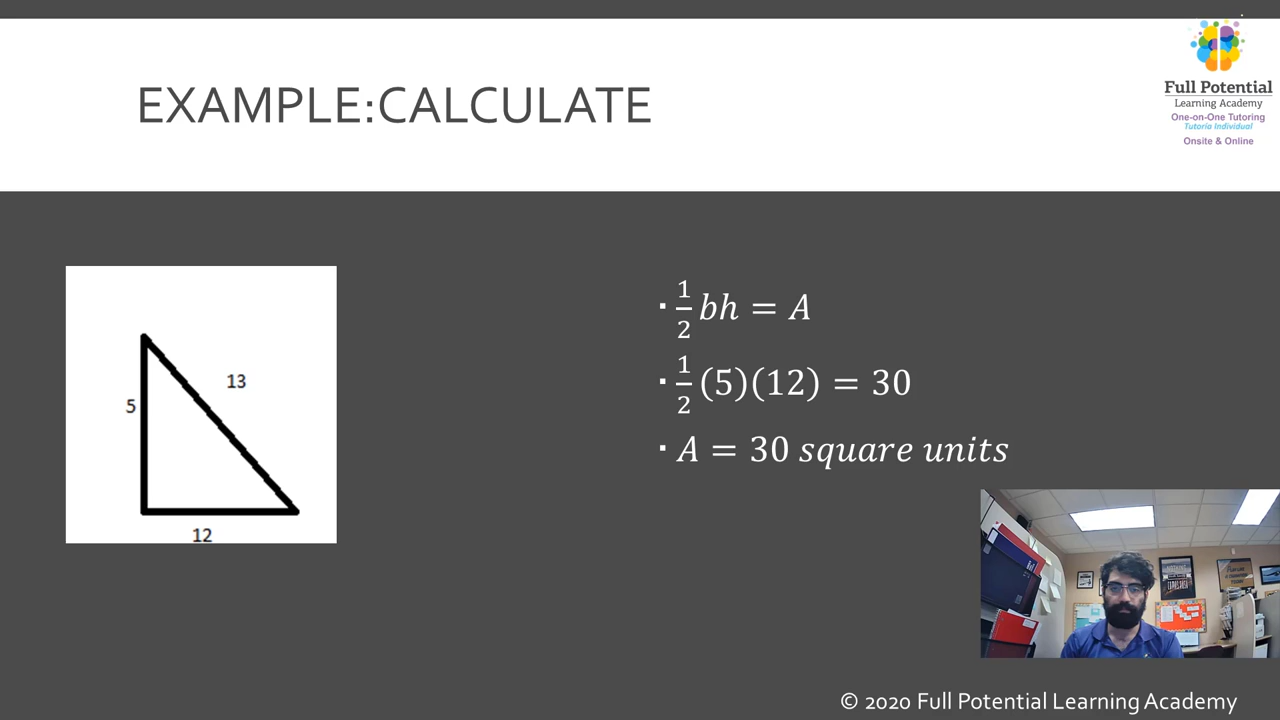 EXAMPLE:CALCULATE
Full Potential
Learning Academy
One-on-One Tutoring
Tutoría Individual
Onsite & Online
5
13
12
▪ 1/2 bh = A
▪ 1/2 (5)(12) = 30
▪ A = 30 square units
© 2020 Full Potential Learning Academy